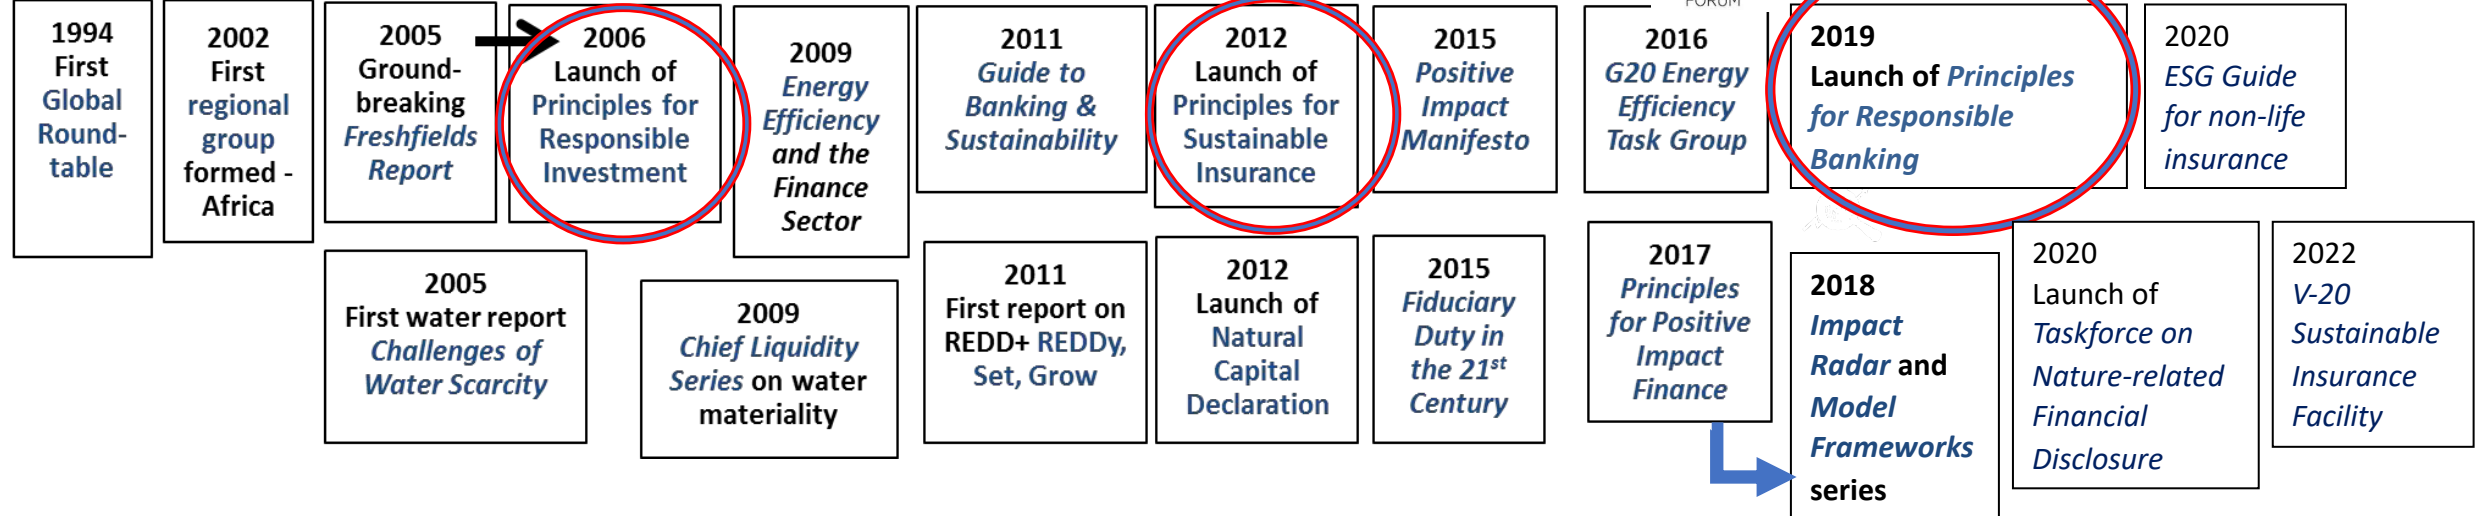 1994
First
Global
Round-
table
2002
First
regional
group
formed -
Africa
2005
Ground-
breaking
Freshfields
Report
2006
Launch of
Principles for
Responsible
Investment
2009
Energy
Efficiency
and the
Finance
Sector
2011
Guide to
Banking &
Sustainability
2012
Launch of
Principles for
Sustainable
Insurance
2015
Positive
Impact
Manifesto
2016
G20 Energy
Efficiency
Task Group
FORUM
2019
Launch of Principles
for Responsible
Banking
2020
ESG Guide
for non-life
insurance
2005
First water report
Challenges of
Water Scarcity
2009
Chief Liquidity
Series on water
materiality
2011
First report on
REDD+ REDDy,
Set, Grow
2012
Launch of
Natural
Capital
Declaration
2015
Fiduciary
Duty in
the 21st
Century
2017
Principles
for Positive
Impact
Finance
2018
Impact
Radar and
Model
Frameworks
series
2020
Launch of
Taskforce on
Nature-related
Financial
Disclosure
2022
V-20
Sustainable
Insurance
Facility